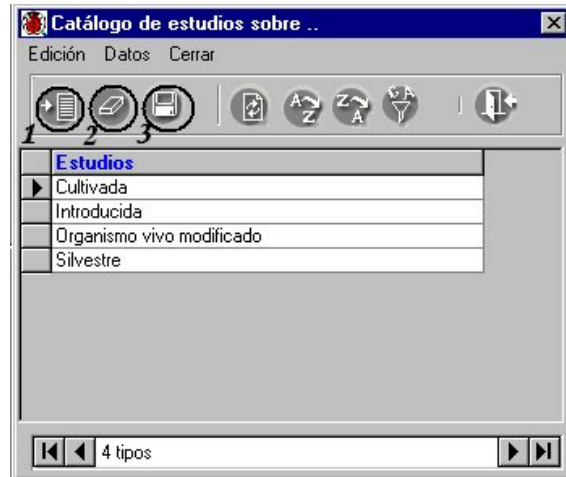 Catálogo de estudios sobre ..
Edición Datos Cerrar
A Z Z A
1 2 3
Estudios
Cultivada
Introducida
Organismo vivo modificado
Silvestre
4 tipos